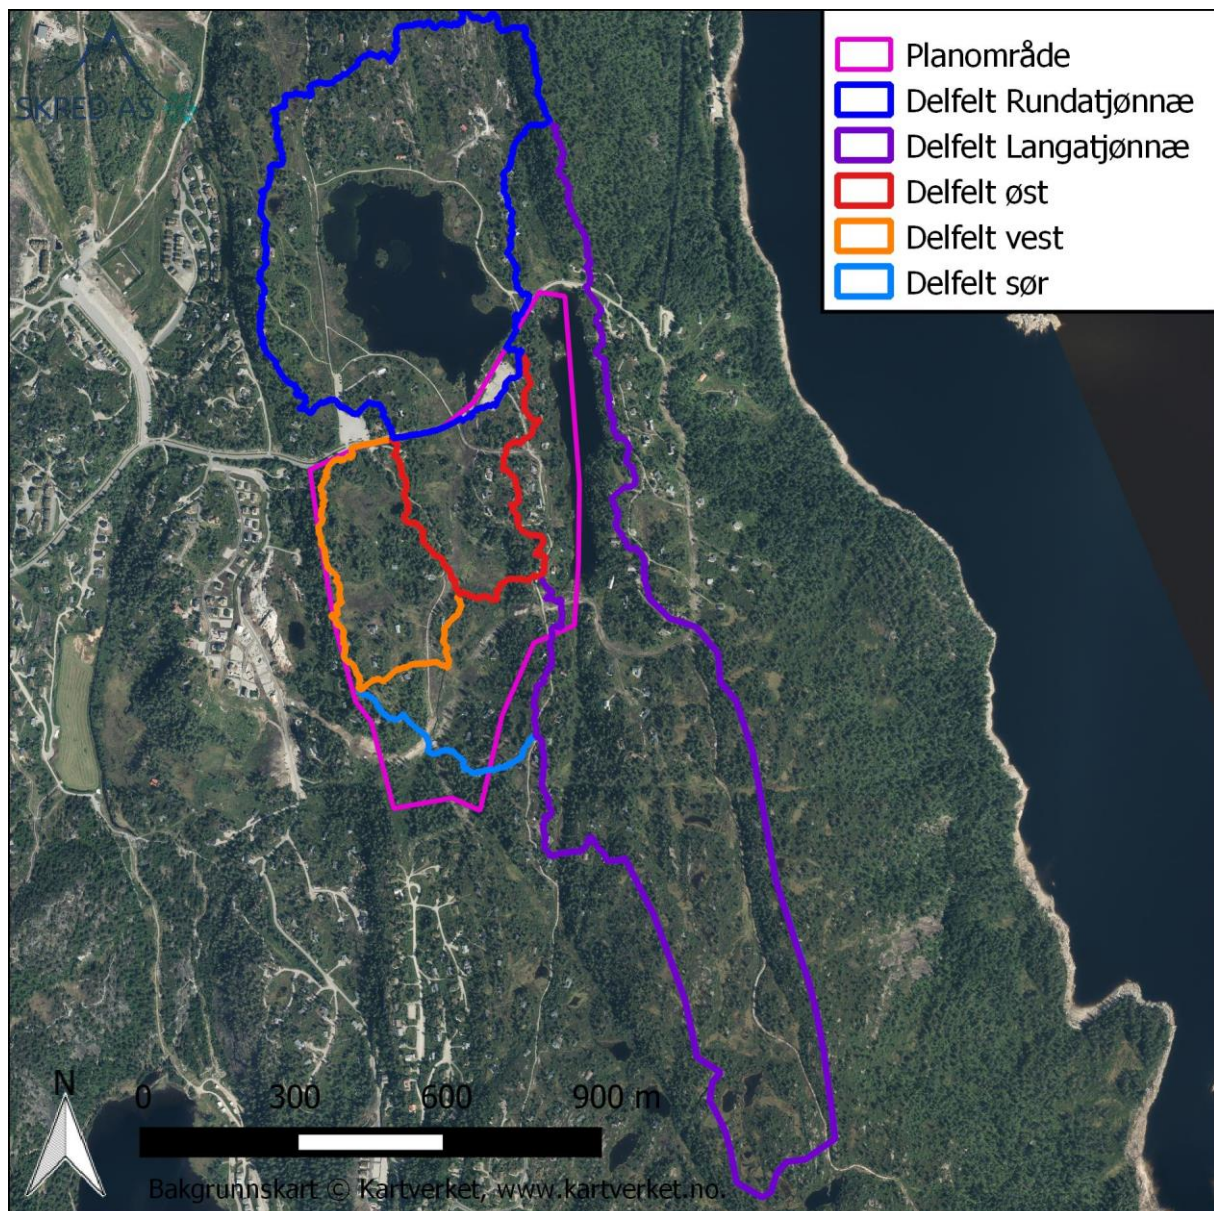 SKRED AS
Planområde
Delfelt Rundatjønnæ
Delfelt Langatjønnæ
Delfelt øst
Delfelt vest
Delfelt sør
N
0 300 600 900 m
Bakgrunnskart © Kartverket, www.kartverket.no.